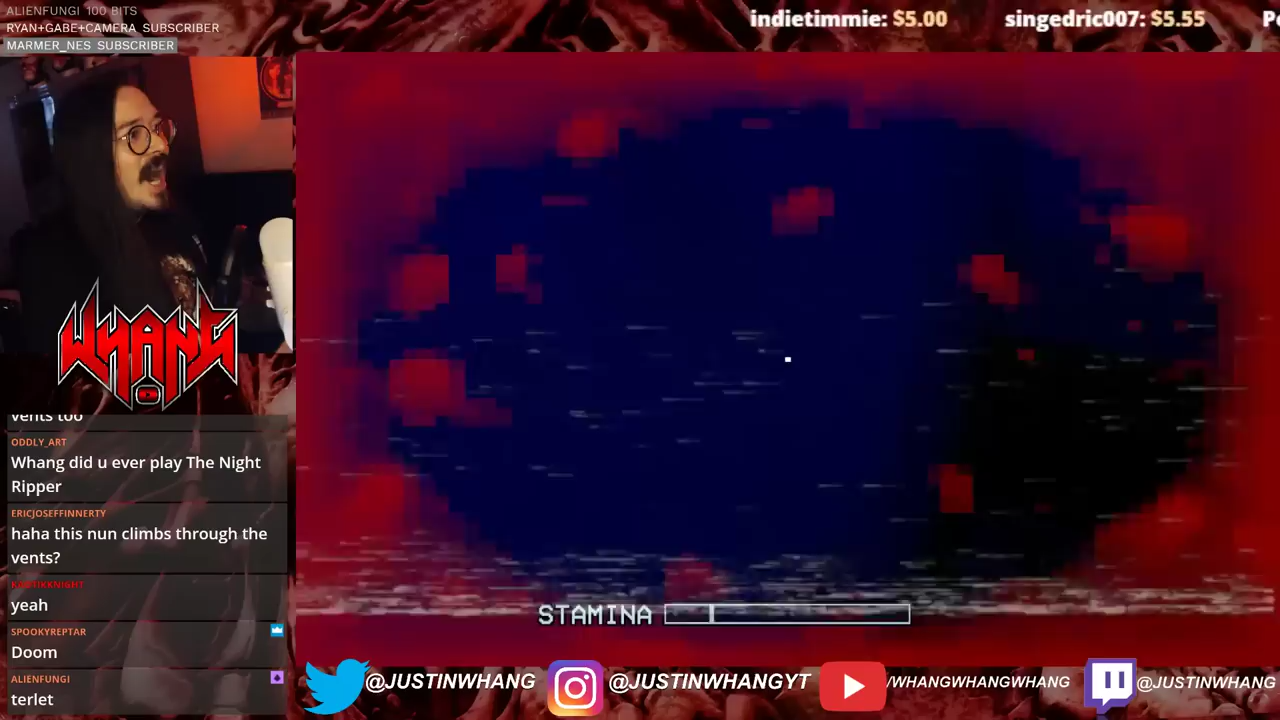 ALIENFUNGI 100 BITS
RYAN+GABE+CAMERA SUBSCRIBER
MARMER_NES SUBSCRIBER
indietimmie: $5.00 singedric007: $5.55
WHANG
vents too
ODDLY_ART
Whang did u ever play The Night
Ripper
ERICJOSEFFINNERTY
haha this nun climbs through the
vents?
yeah
SPOOKYREPTAR
Doom
ALIENFUNGI
terlet
STAMINA
@JUSTINWHANG @JUSTINWHANGYT /WHANGWHANGWHANG @JUSTINWHANG